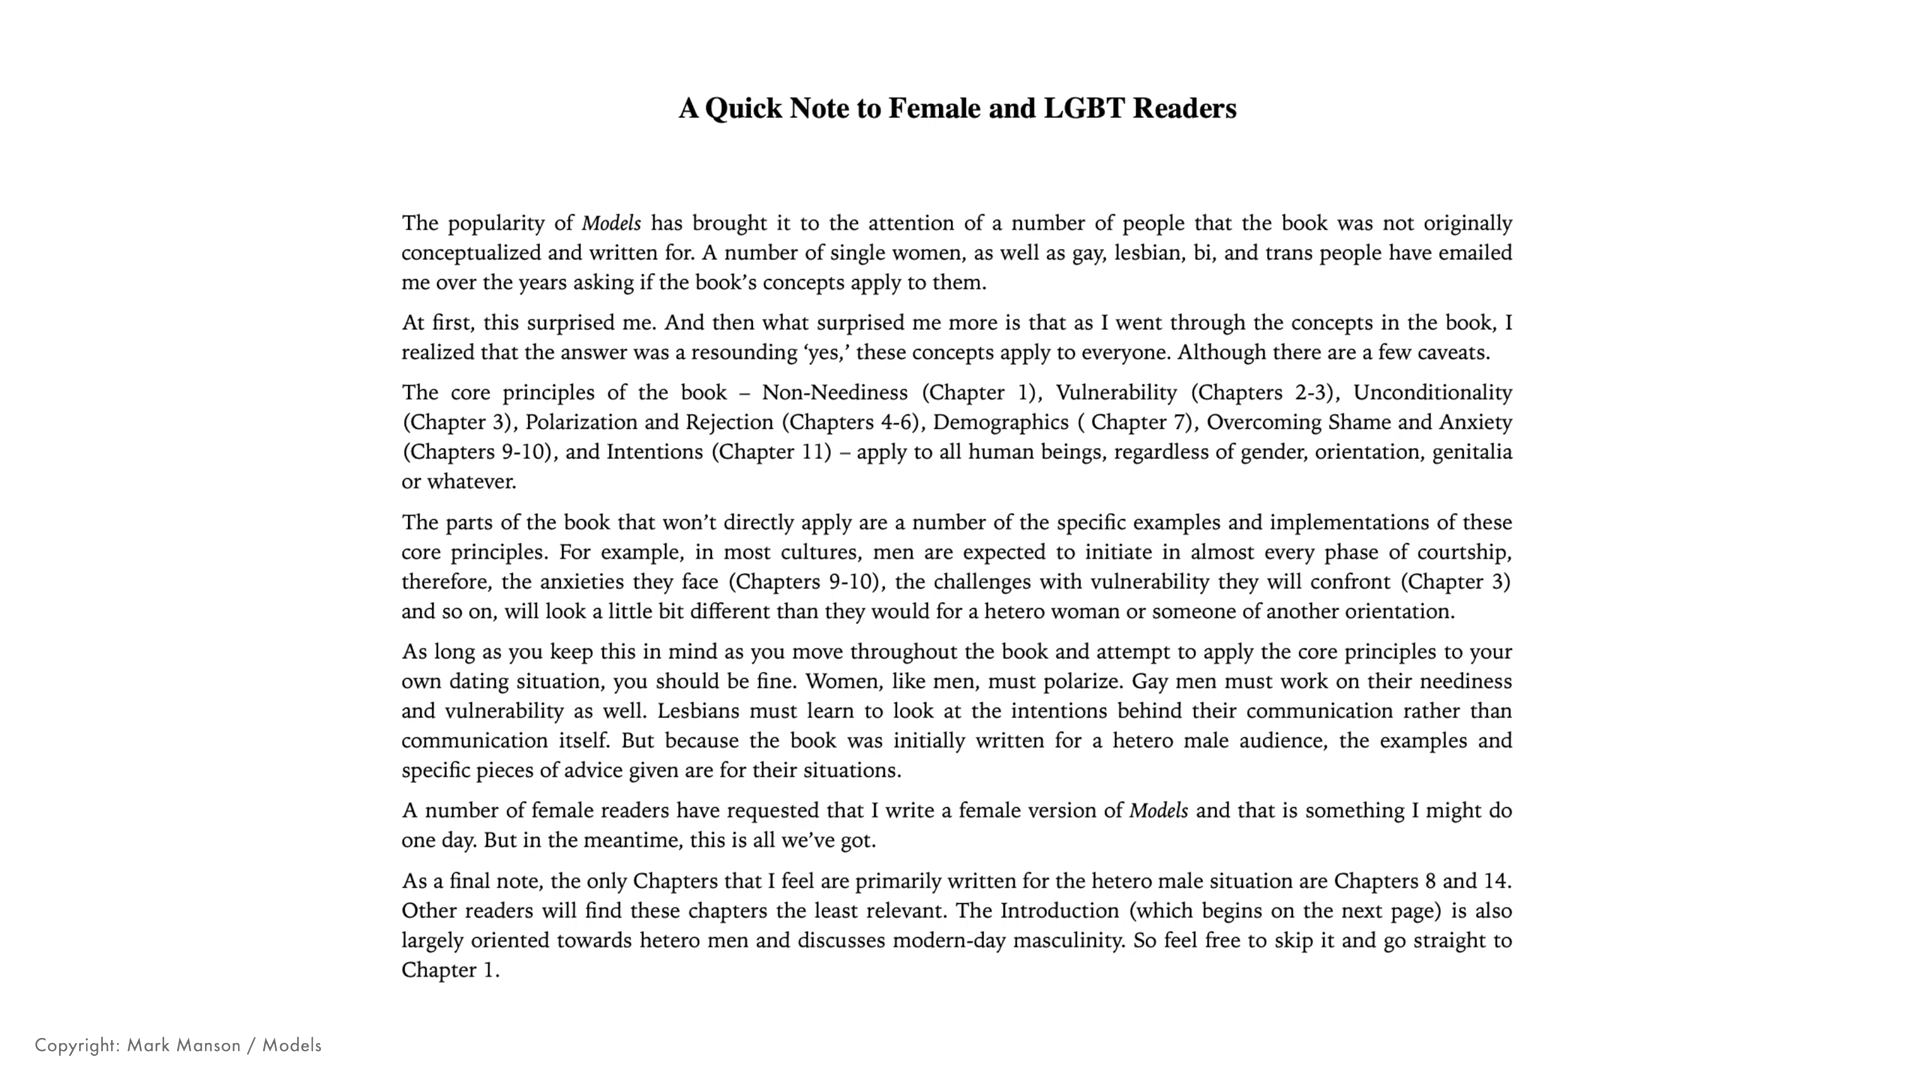 A Quick Note to Female and LGBT Readers
The popularity of Models has brought it to the attention of a number of people that the book was not originally
conceptualized and written for. A number of single women, as well as gay, lesbian, bi, and trans people have emailed
me over the years asking if the book’s concepts apply to them.
At first, this surprised me. And then what surprised me more is that as I went through the concepts in the book, I
realized that the answer was a resounding ‘yes,’ these concepts apply to everyone. Although there are a few caveats.
The core principles of the book – Non-Neediness (Chapter 1), Vulnerability (Chapters 2-3), Unconditionality
(Chapter 3), Polarization and Rejection (Chapters 4-6), Demographics ( Chapter 7), Overcoming Shame and Anxiety
(Chapters 9-10), and Intentions (Chapter 11) – apply to all human beings, regardless of gender, orientation, genitalia
or whatever.
The parts of the book that won’t directly apply are a number of the specific examples and implementations of these
core principles. For example, in most cultures, men are expected to initiate in almost every phase of courtship,
therefore, the anxieties they face (Chapters 9-10), the challenges with vulnerability they will confront (Chapter 3)
and so on, will look a little bit different than they would for a hetero woman or someone of another orientation.
As long as you keep this in mind as you move throughout the book and attempt to apply the core principles to your
own dating situation, you should be fine. Women, like men, must polarize. Gay men must work on their neediness
and vulnerability as well. Lesbians must learn to look at the intentions behind their communication rather than
communication itself. But because the book was initially written for a hetero male audience, the examples and
specific pieces of advice given are for their situations.
A number of female readers have requested that I write a female version of Models and that is something I might do
one day. But in the meantime, this is all we’ve got.
As a final note, the only Chapters that I feel are primarily written for the hetero male situation are Chapters 8 and 14.
Other readers will find these chapters the least relevant. The Introduction (which begins on the next page) is also
largely oriented towards hetero men and discusses modern-day masculinity. So feel free to skip it and go straight to
Chapter 1.
Copyright: Mark Manson / Models